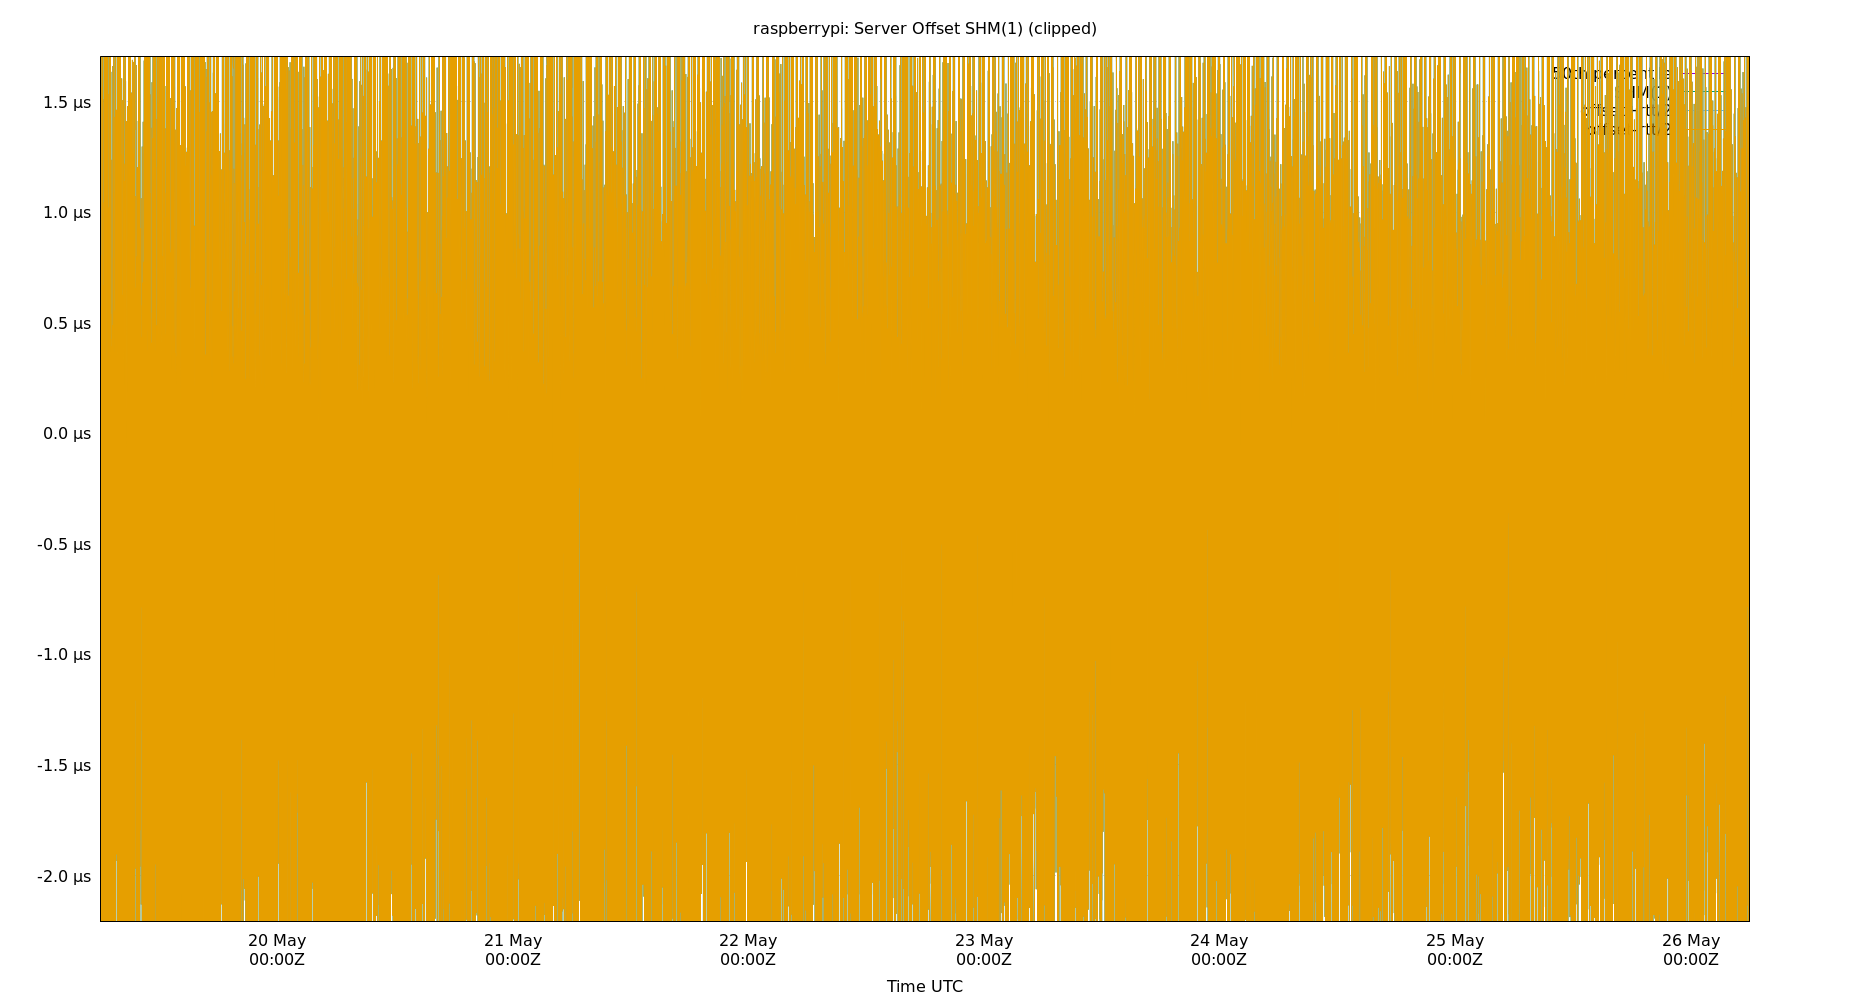 raspberrypi: Server Offset SHM(1) (clipped)
1.5 µs
1.0 µs
0.5 µs
0.0 µs
-0.5 µs
-1.0 µs
-1.5 µs
-2.0 µs
20 May
00:00Z
21 May
00:00Z
22 May
00:00Z
23 May
00:00Z
24 May
00:00Z
25 May
00:00Z
26 May
00:00Z
Time UTC